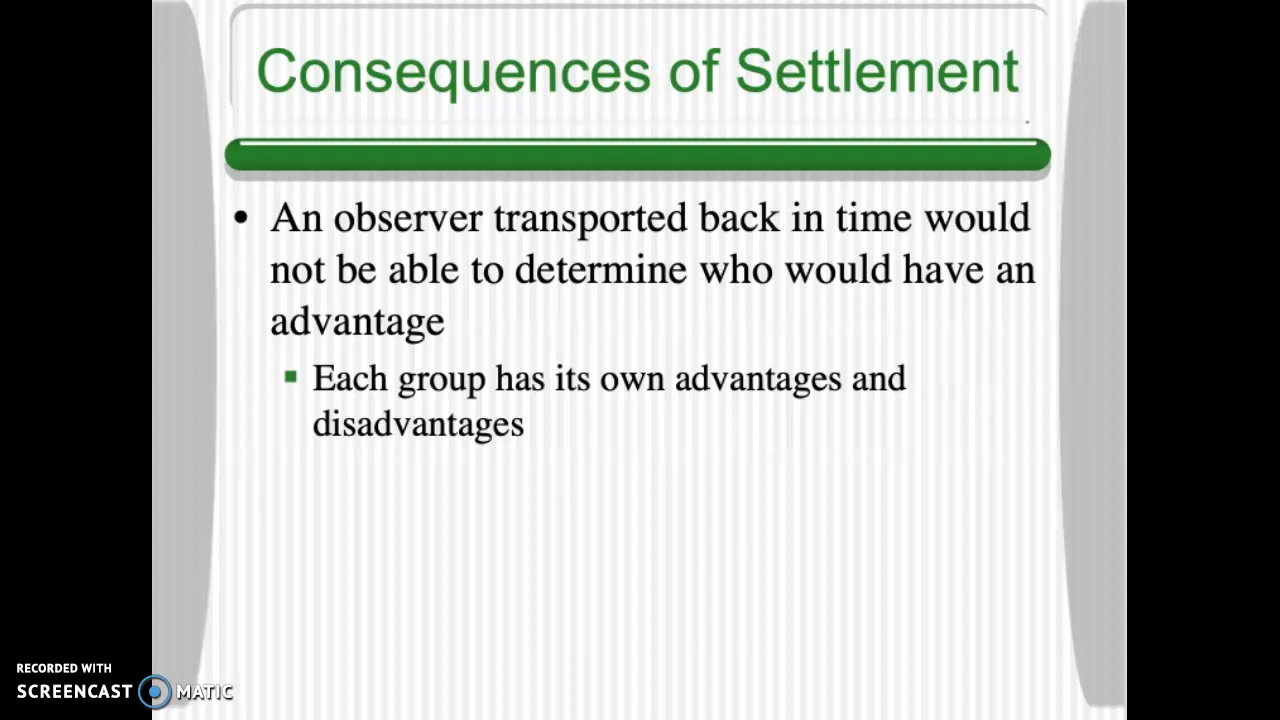 Consequences of Settlement
• An observer transported back in time would
not be able to determine who would have an
advantage
▪ Each group has its own advantages and
disadvantages
RECORDED WITH
SCREENCAST MATIC